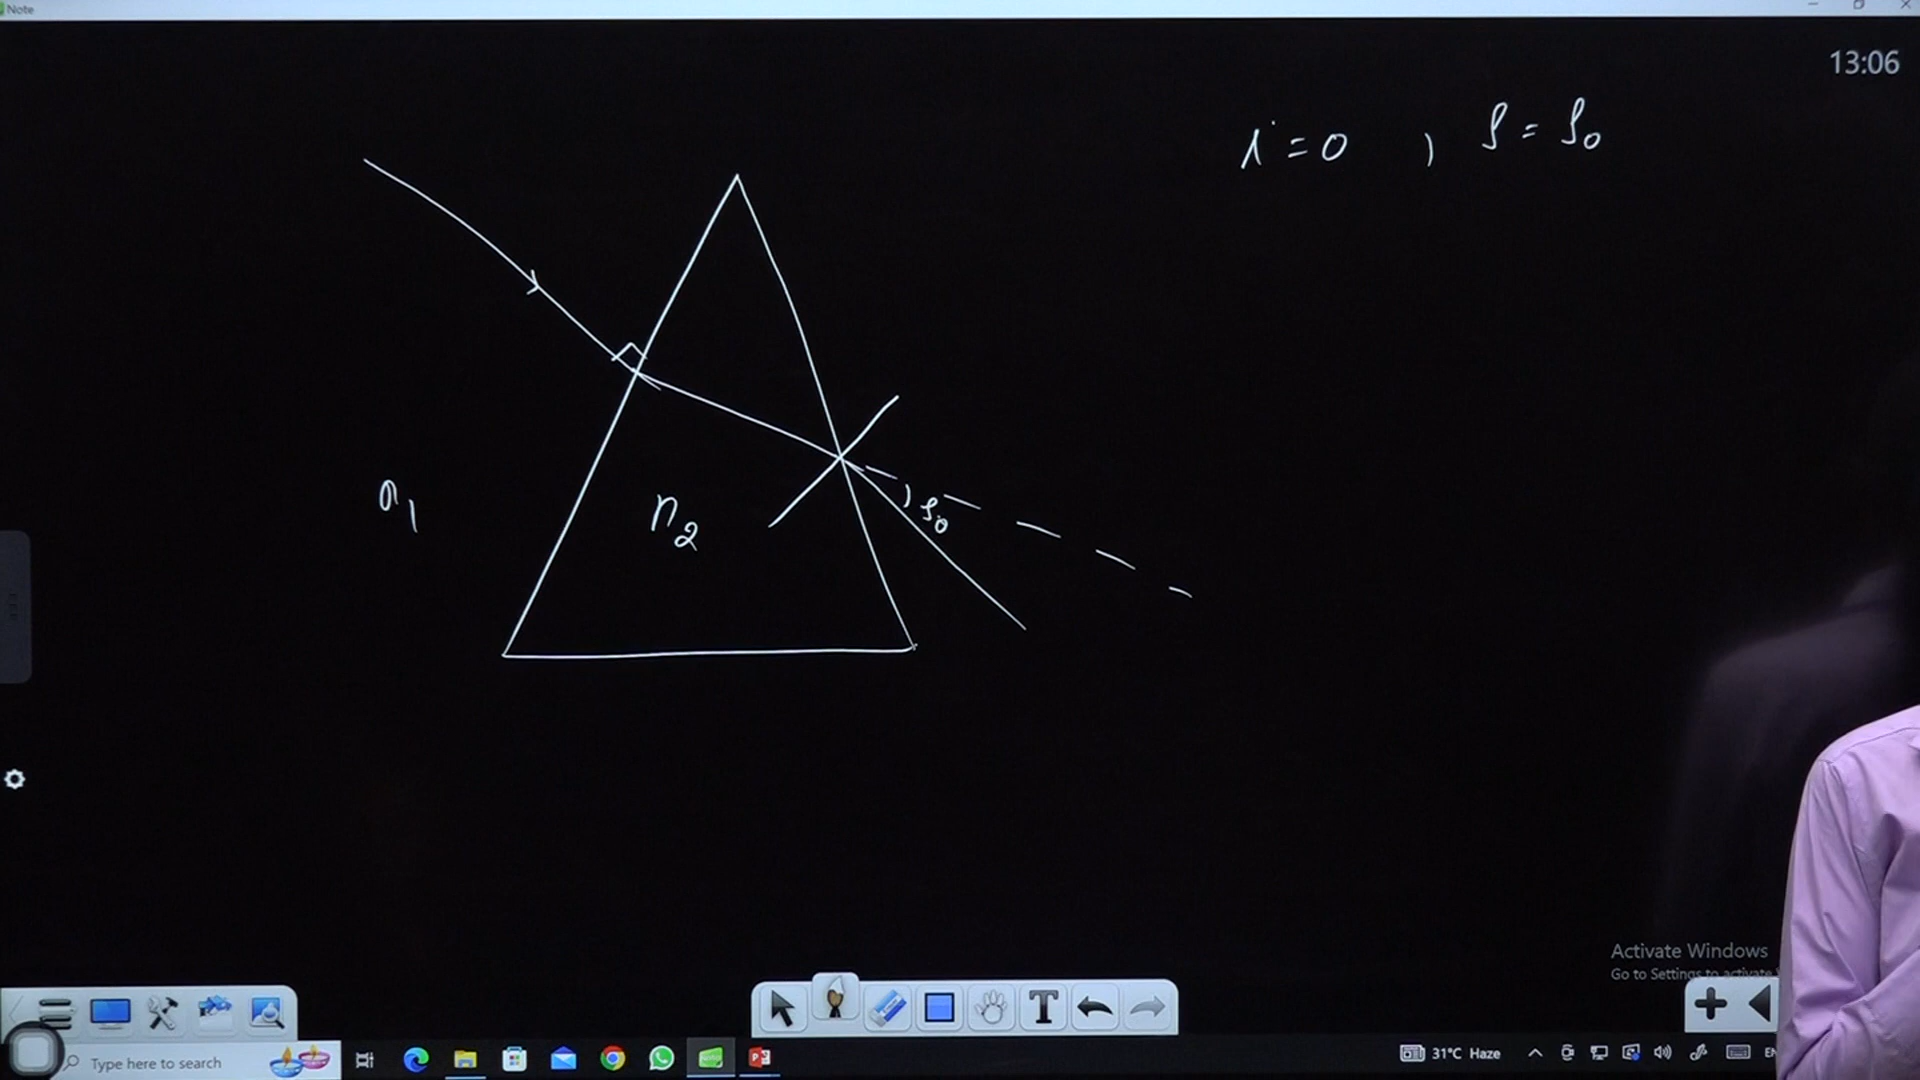 Note
13:06
i = 0 , δ = δ₀
n₁
n₂
δ₀
Activate Windows
Go to Settings to activate
T
Type here to search
31°C Haze